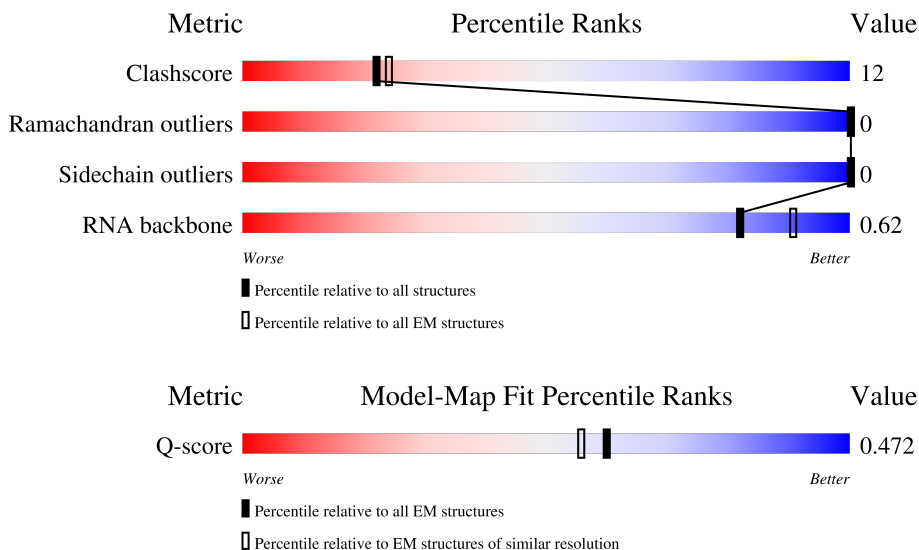 Metric Percentile Ranks Value
Clashscore 12
Ramachandran outliers 0
Sidechain outliers 0
RNA backbone 0.62
Worse Better
Percentile relative to all structures
Percentile relative to all EM structures
Metric Model-Map Fit Percentile Ranks Value
Q-score 0.472
Worse Better
Percentile relative to all EM structures
Percentile relative to EM structures of similar resolution